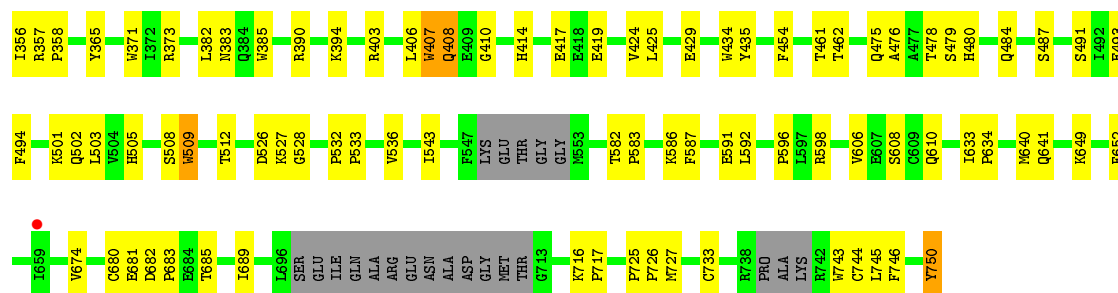 I356 R357 P358 Y365 W371 I372 R373 L382 N383 Q384 W385 R390 K394 R403 L406 W407 Q408 E409 G410 H414 E417 E418 E419 V424 L425 E429 W434 Y435 F454 T461 T462 Q475 A476 A477 T478 S479 H480 Q484 S487 S491 I492
F494 K501 Q502 L503 V504 H505 S508 W509 T512 D526 K527 G528 P532 P533 V536 I543 F547 LYS GLU THR GLY GLY M553 T582 P583 K586 F587 E591 L592 P596 L597 R598 V606 E607 S608 C609 Q610 I633 P634 M640 Q641 K649
I659 V674 C680 E681 D682 P683 E684 T685 I689 L696 SER GLU ILE GLN ALA ARG GLU ASN ALA ASP GLY MET THR G713 K716 P717 P725 P726 M727 C733 R738 PRO ALA LYS R742 W743 C744 L745 F746 Y750